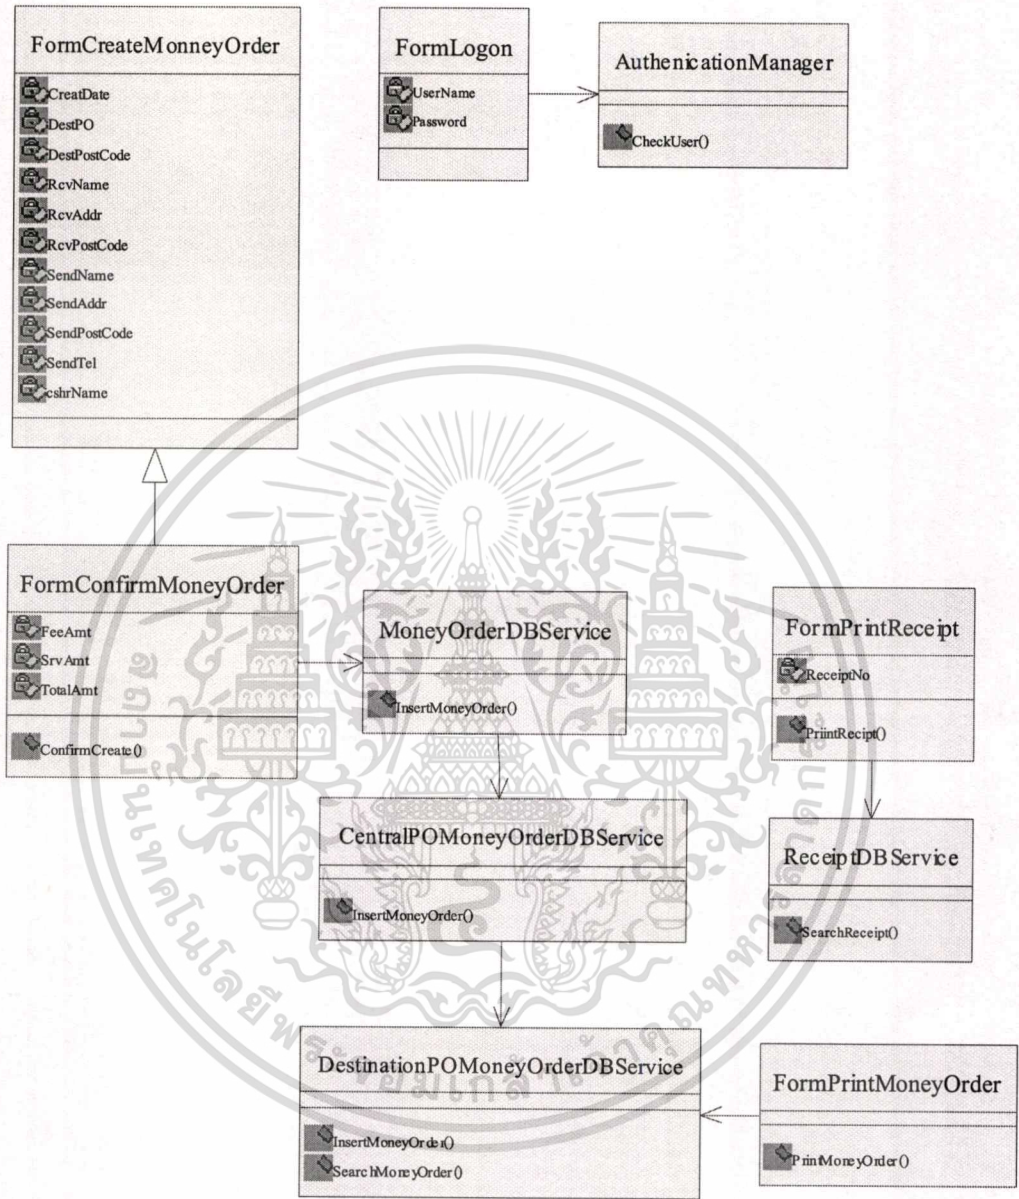 FormCreateMonneyOrder
CreatDate
DestPO
DestPostCode
RcvName
RcvAddr
RcvPostCode
SendName
SendAddr
SendPostCode
SendTel
cshrName
FormLogon
UserName
Password
AuthenicationManager
CheckUser()
FormConfirmMoneyOrder
FeeAmt
SrvAmt
TotalAmt
ConfirmCreate()
MoneyOrderDBService
InsertMoneyOrder()
FormPrintReceipt
ReceiptNo
PriintRecipt()
CentralPOMoneyOrderDBService
InsertMoneyOrder()
ReceiptDBService
SearchReceipt()
DestinationPOMoneyOrderDBService
InsertMoneyOrder()
SearchMoneyOrder()
FormPrintMoneyOrder
PrintMoneyOrder()